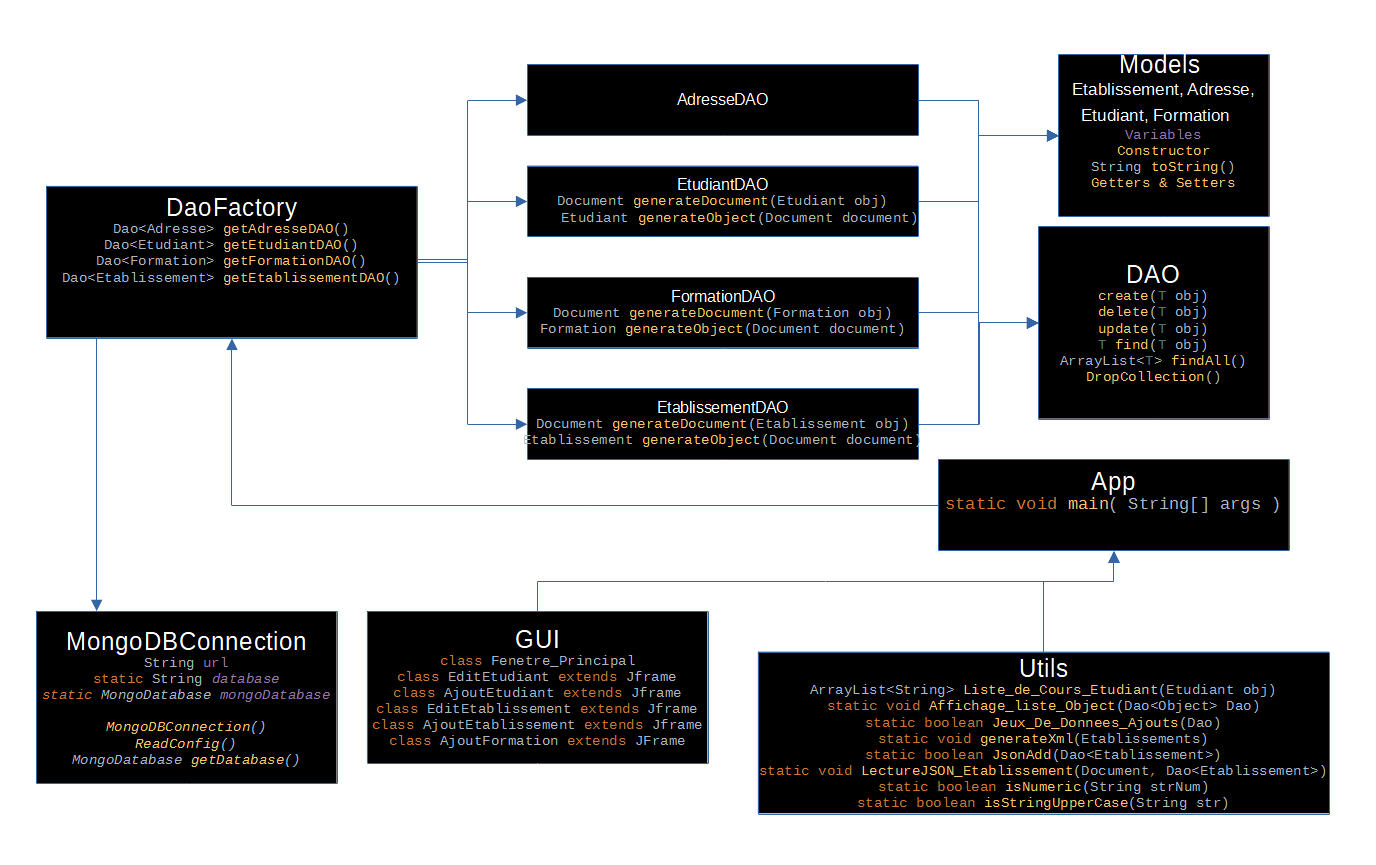 AdresseDAO
Models
Etablissement, Adresse,
Etudiant, Formation
Variables
Constructor
String toString()
Getters & Setters
EtudiantDAO
Document generateDocument(Etudiant obj)
Etudiant generateObject(Document document)
DaoFactory
Dao<Adresse> getAdresseDAO()
Dao<Etudiant> getEtudiantDAO()
Dao<Formation> getFormationDAO()
Dao<Etablissement> getEtablissementDAO()
FormationDAO
Document generateDocument(Formation obj)
Formation generateObject(Document document)
DAO
create(T obj)
delete(T obj)
update(T obj)
T find(T obj)
ArrayList<T> findAll()
DropCollection()
EtablissementDAO
Document generateDocument(Etablissement obj)
Etablissement generateObject(Document document)
App
static void main( String[] args )
MongoDBConnection
String url
static String database
static MongoDatabase mongoDatabase
MongoDBConnection()
ReadConfig()
MongoDatabase getDatabase()
GUI
class Fenetre_Principal
class EditEtudiant extends Jframe
class AjoutEtudiant extends Jframe
class EditEtablissement extends Jframe
class AjoutEtablissement extends Jframe
class AjoutFormation extends JFrame
Utils
ArrayList<String> Liste_de_Cours_Etudiant(Etudiant obj)
static void Affichage_liste_Object(Dao<Object> Dao)
static boolean Jeux_De_Donnees_Ajouts(Dao)
static void generateXml(Etablissements)
static boolean JsonAdd(Dao<Etablissement>)
static void LectureJSON_Etablissement(Document, Dao<Etablissement>)
static boolean isNumeric(String strNum)
static boolean isStringUpperCase(String str)